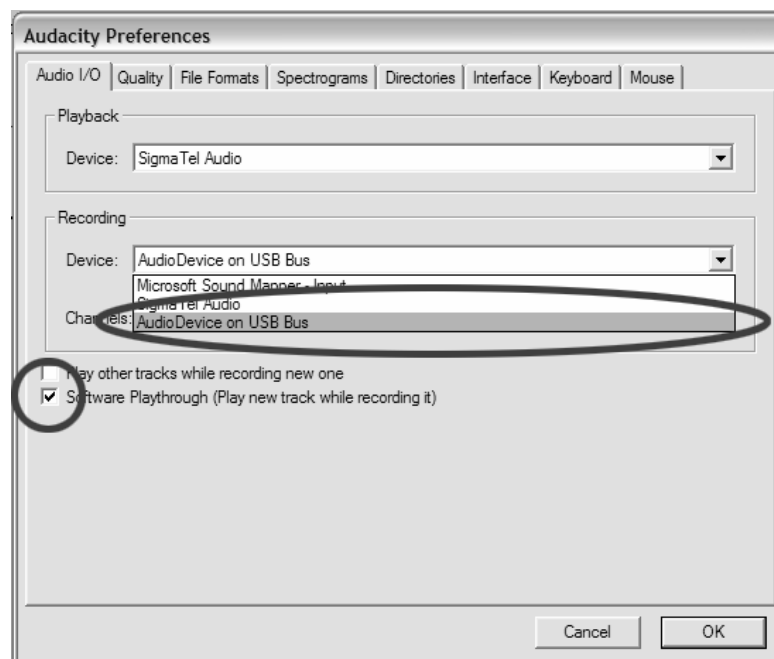 Audacity Preferences
Audio I/O Quality File Formats Spectrograms Directories Interface Keyboard Mouse
Playback
Device: SigmaTel Audio
Recording
Device: AudioDevice on USB Bus
Microsoft Sound Mapper - Input
SigmaTel Audio
Channels: AudioDevice on USB Bus
Play other tracks while recording new one
Software Playthrough (Play new track while recording it)
Cancel OK